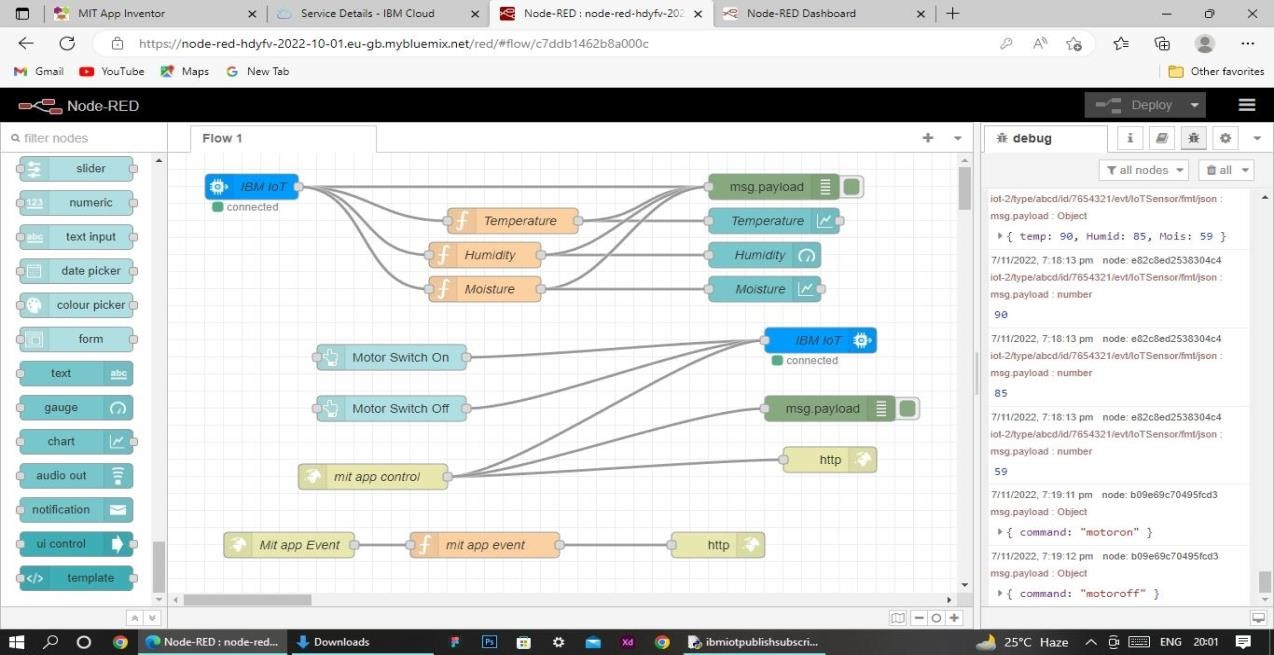 MIT App Inventor
Service Details - IBM Cloud
Node-RED : node-red-hdyfv-202
Node-RED Dashboard
https://node-red-hdyfv-2022-10-01.eu-gb.mybluemix.net/red/#flow/c7ddb1462b8a000c
Gmail
YouTube
Maps
New Tab
Other favorites
Node-RED
Deploy
filter nodes
Flow 1
debug
all nodes
all
slider
numeric
text input
date picker
colour picker
form
text
gauge
chart
audio out
notification
ui control
template
IBM IoT
connected
msg.payload
Temperature
Temperature
Humidity
Humidity
Moisture
Moisture
Motor Switch On
IBM IoT
connected
Motor Switch Off
msg.payload
mit app control
http
Mit app Event
mit app event
http
iot-2/type/abcd/id/7654321/evt/IoTSensor/fmt/json :
msg.payload : Object
{ temp: 90, Humid: 85, Mois: 59 }
7/11/2022, 7:18:13 pm node: e82c8ed2538304c4
iot-2/type/abcd/id/7654321/evt/IoTSensor/fmt/json :
msg.payload : number
90
7/11/2022, 7:18:13 pm node: e82c8ed2538304c4
iot-2/type/abcd/id/7654321/evt/IoTSensor/fmt/json :
msg.payload : number
85
7/11/2022, 7:18:13 pm node: e82c8ed2538304c4
iot-2/type/abcd/id/7654321/evt/IoTSensor/fmt/json :
msg.payload : number
59
7/11/2022, 7:19:11 pm node: b09e69c70495fcd3
msg.payload : Object
{ command: "motoron" }
7/11/2022, 7:19:12 pm node: b09e69c70495fcd3
msg.payload : Object
{ command: "motoroff" }
Node-RED : node-red...
Downloads
Ps
Xd
ibmiotpublishsubscri...
25°C Haze
ENG
20:01